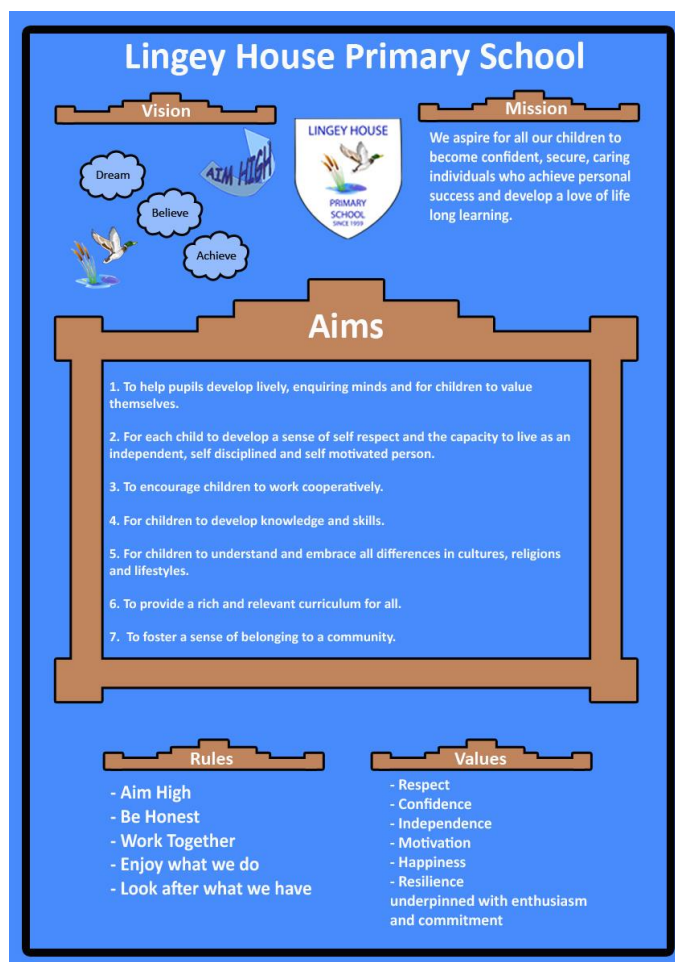 Lingey House Primary School
Vision
Dream
Believe
Achieve
AIM HIGH
LINGEY HOUSE
PRIMARY
SCHOOL
SINCE 1959
Mission
We aspire for all our children to
become confident, secure, caring
individuals who achieve personal
success and develop a love of life
long learning.
Aims
1. To help pupils develop lively, enquiring minds and for children to value
themselves.
2. For each child to develop a sense of self respect and the capacity to live as an
independent, self disciplined and self motivated person.
3. To encourage children to work cooperatively.
4. For children to develop knowledge and skills.
5. For children to understand and embrace all differences in cultures, religions
and lifestyles.
6. To provide a rich and relevant curriculum for all.
7. To foster a sense of belonging to a community.
Rules
- Aim High
- Be Honest
- Work Together
- Enjoy what we do
- Look after what we have
Values
- Respect
- Confidence
- Independence
- Motivation
- Happiness
- Resilience
underpinned with enthusiasm
and commitment